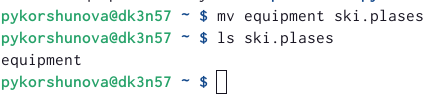 pykorshunova@dk3n57 ~ $ mv equipment ski.plases
pykorshunova@dk3n57 ~ $ ls ski.plases
equipment
pykorshunova@dk3n57 ~ $